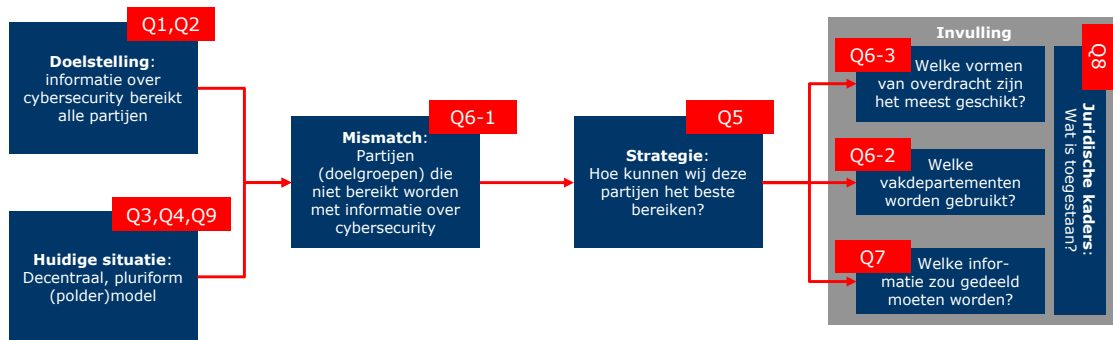 Q1,Q2
Doelstelling:
informatie over
cybersecurity bereikt
alle partijen
Q3,Q4,Q9
Huidige situatie:
Decentraal, pluriform
(polder)model
Q6-1
Mismatch:
Partijen
(doelgroepen) die
niet bereikt worden
met informatie over
cybersecurity
Q5
Strategie:
Hoe kunnen wij deze
partijen het beste
bereiken?
Invulling
Q6-3
Welke vormen
van overdracht zijn
het meest geschikt?
Q6-2
Welke
vakdepartementen
worden gebruikt?
Q7
Welke infor-
matie zou gedeeld
moeten worden?
Q8
Juridische kaders:
Wat is toegestaan?